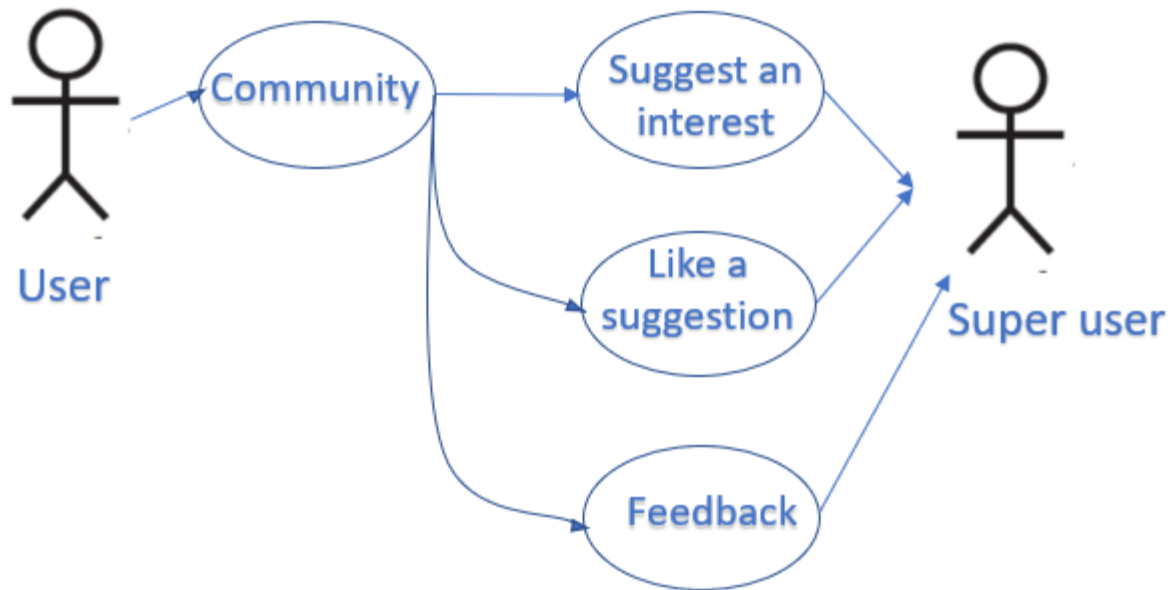 Community
Suggest an
interest
User
Like a
suggestion
Super user
Feedback